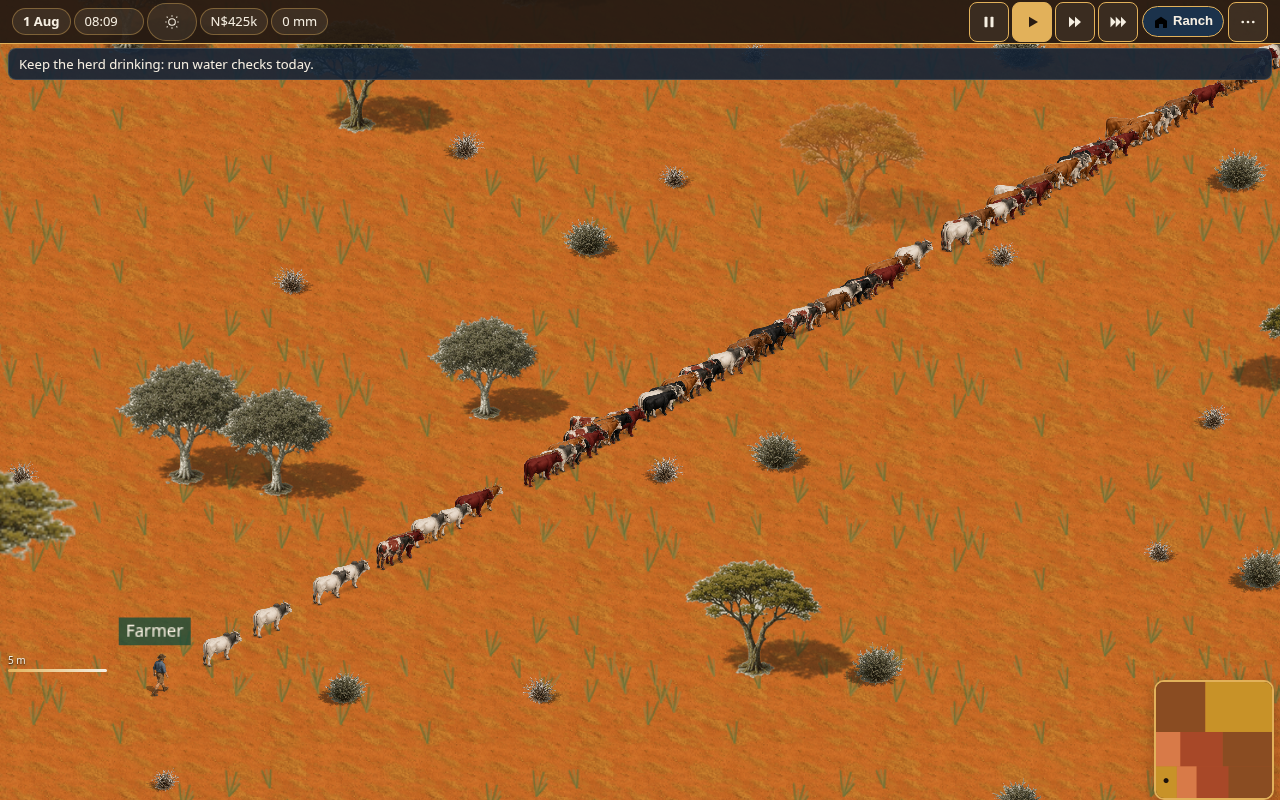 1 Aug 08:09 N$425k 0 mm Ranch
Keep the herd drinking: run water checks today.
Farmer
5 m